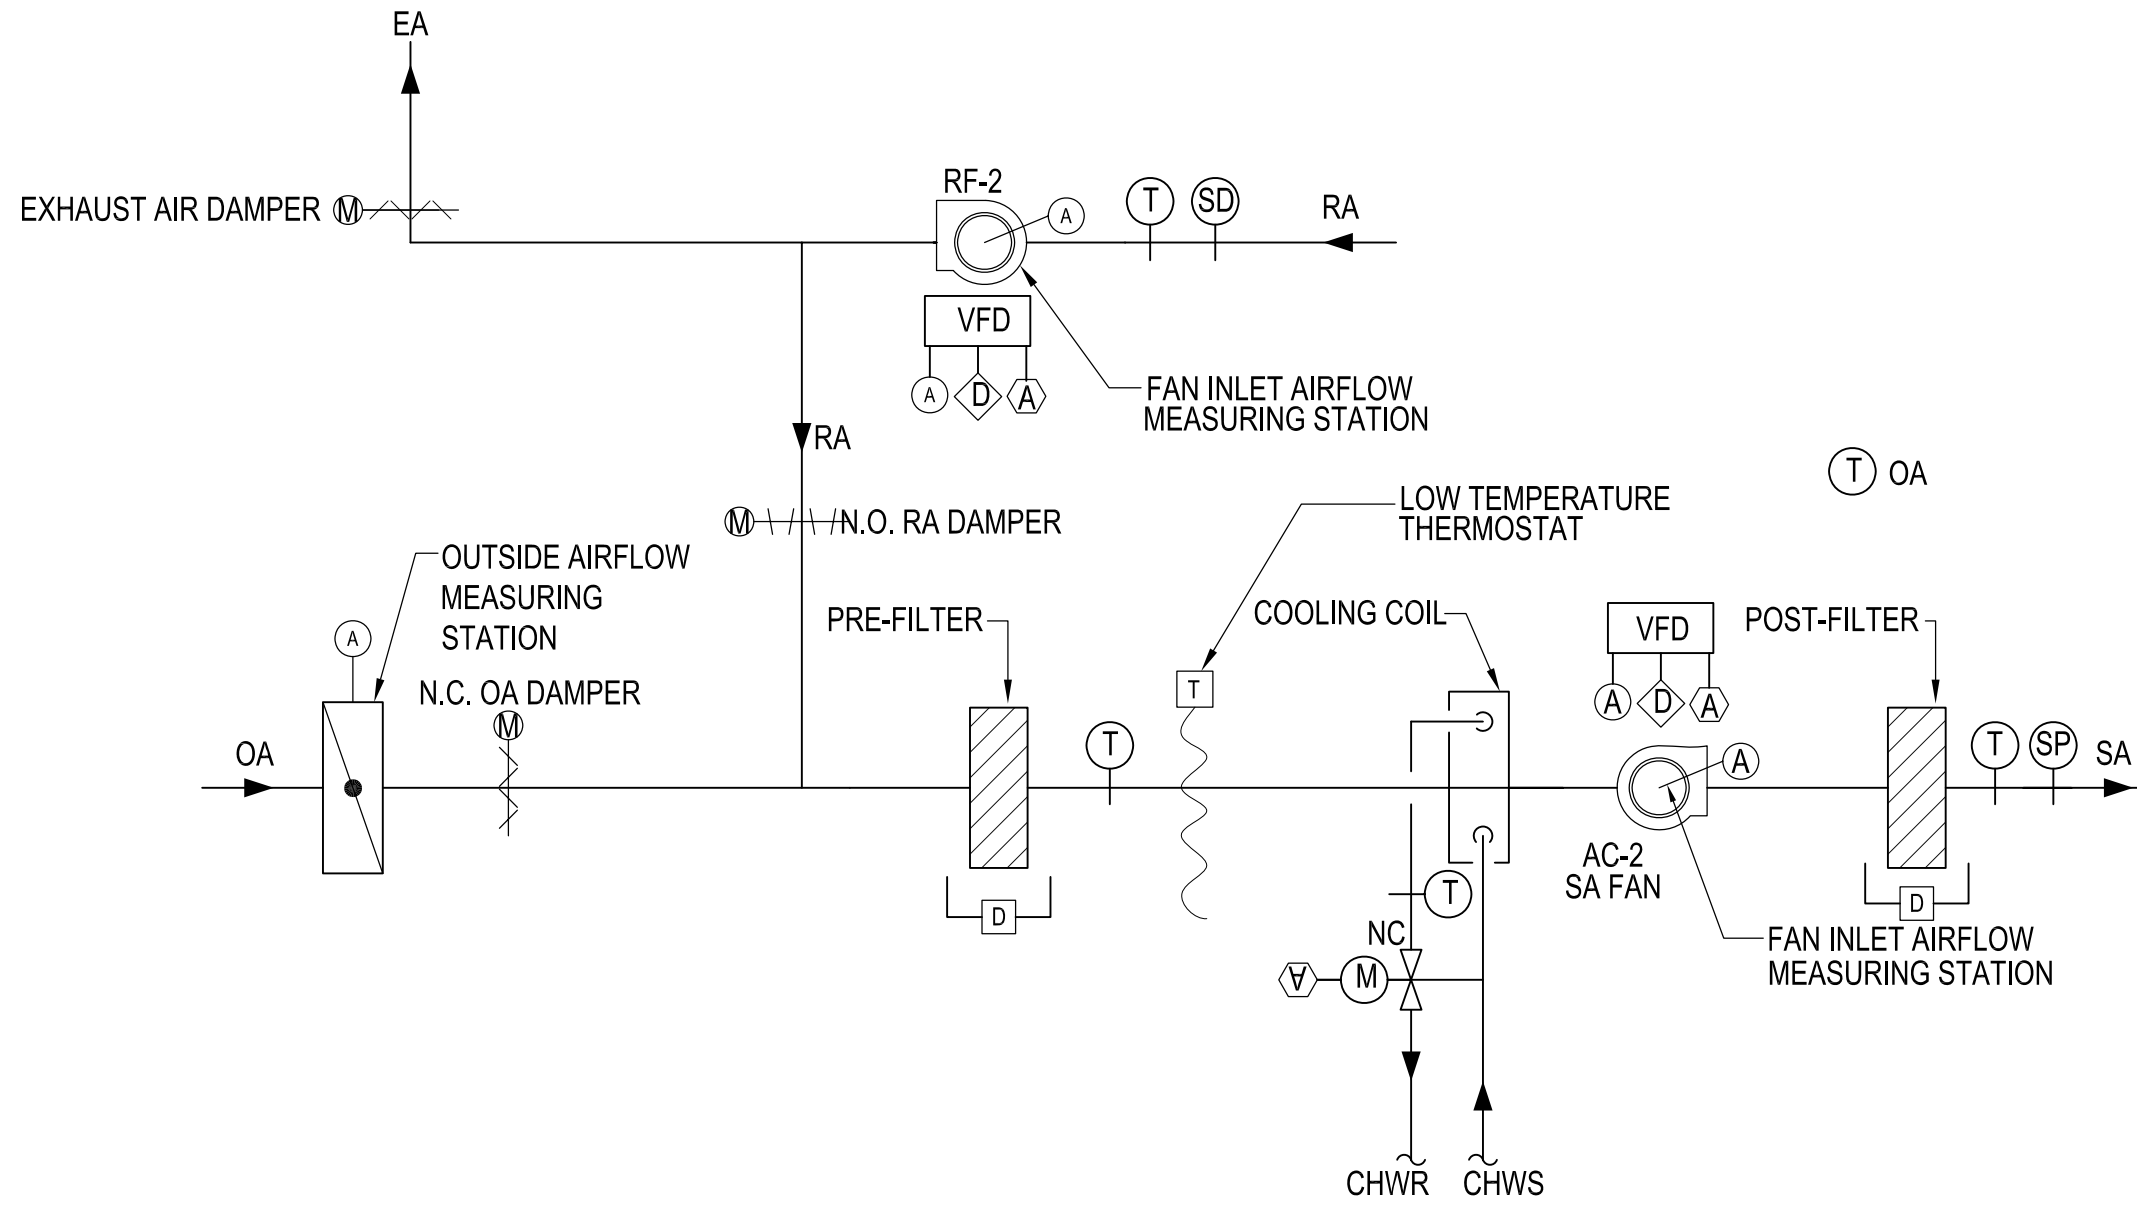 EA
EXHAUST AIR DAMPER M
RF-2
A
T
SD
RA
VFD
A
D
A
FAN INLET AIRFLOW
MEASURING STATION
RA
T OA
M N.O. RA DAMPER
LOW TEMPERATURE
THERMOSTAT
OUTSIDE AIRFLOW
MEASURING
STATION
A
N.C. OA DAMPER
M
OA
PRE-FILTER
D
T
T
COOLING COIL
T
NC
A
M
CHWR
CHWS
VFD
A
D
A
A
AC-2
SA FAN
FAN INLET AIRFLOW
MEASURING STATION
POST-FILTER
D
T
SP
SA